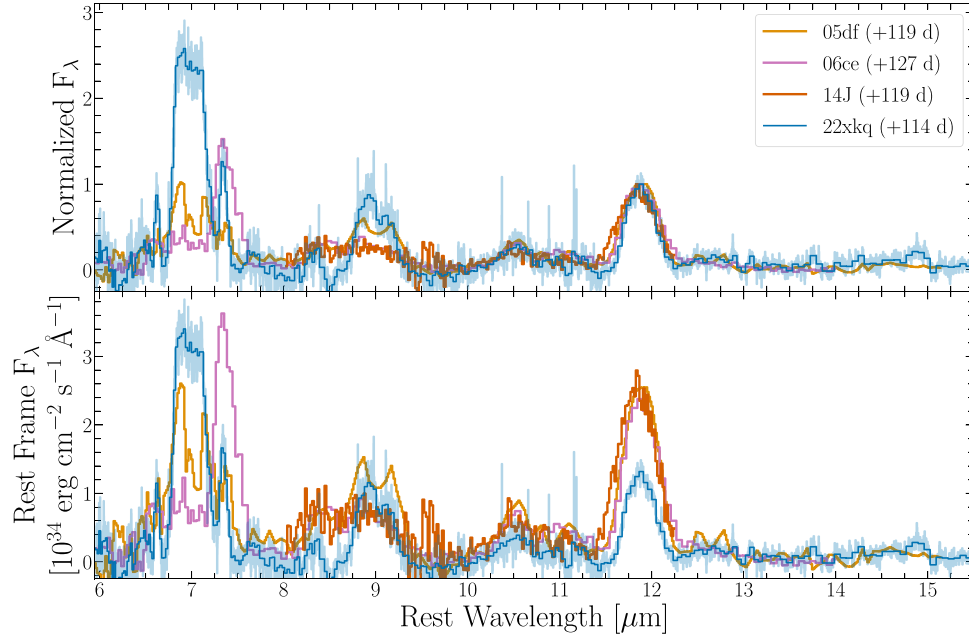 3
2
1
0
Normalized F_λ
05df (+119 d)
06ce (+127 d)
14J (+119 d)
22xkq (+114 d)
3
2
1
0
Rest Frame F_λ
[10³⁴ erg cm⁻² s⁻¹ Å⁻¹]
6 7 8 9 10 11 12 13 14 15
Rest Wavelength [μm]